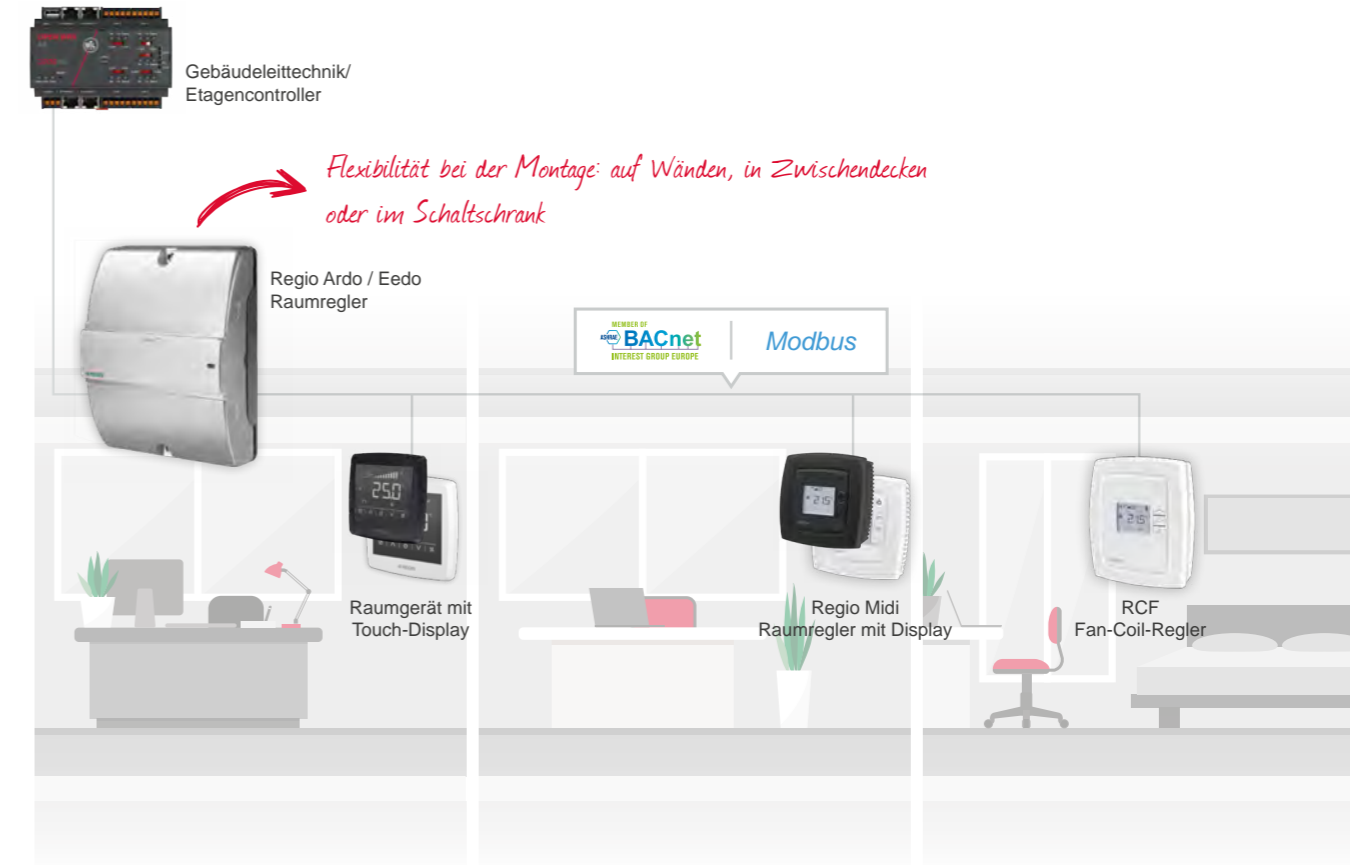 Gebäudeleittechnik/
Etagencontroller
Flexibilität bei der Montage: auf Wänden, in Zwischendecken
oder im Schaltschrank
Regio Ardo / Eedo
Raumregler
MEMBER OF
ASHRAE BACnet
INTEREST GROUP EUROPE
Modbus
25.0
21.5
21.5
Raumgerät mit
Touch-Display
Regio Midi
Raumregler mit Display
RCF
Fan-Coil-Regler